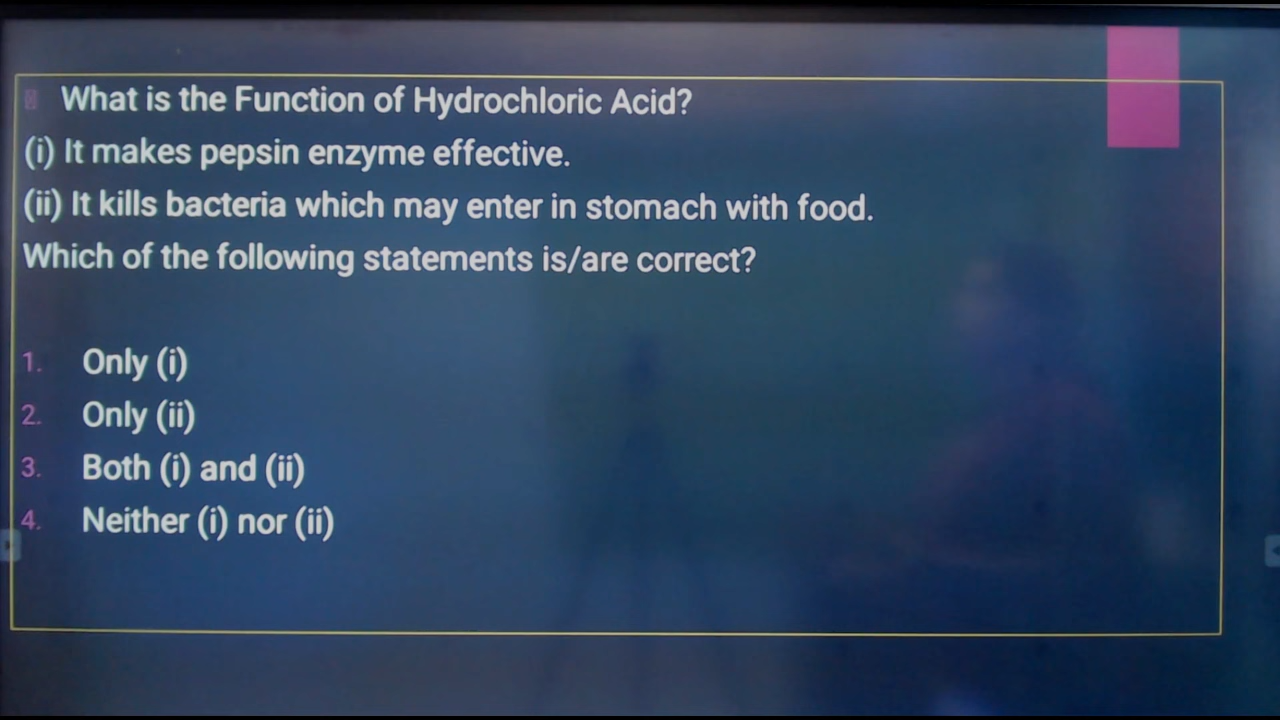 What is the Function of Hydrochloric Acid?
(i) It makes pepsin enzyme effective.
(ii) It kills bacteria which may enter in stomach with food.
Which of the following statements is/are correct?
1. Only (i)
2. Only (ii)
3. Both (i) and (ii)
4. Neither (i) nor (ii)